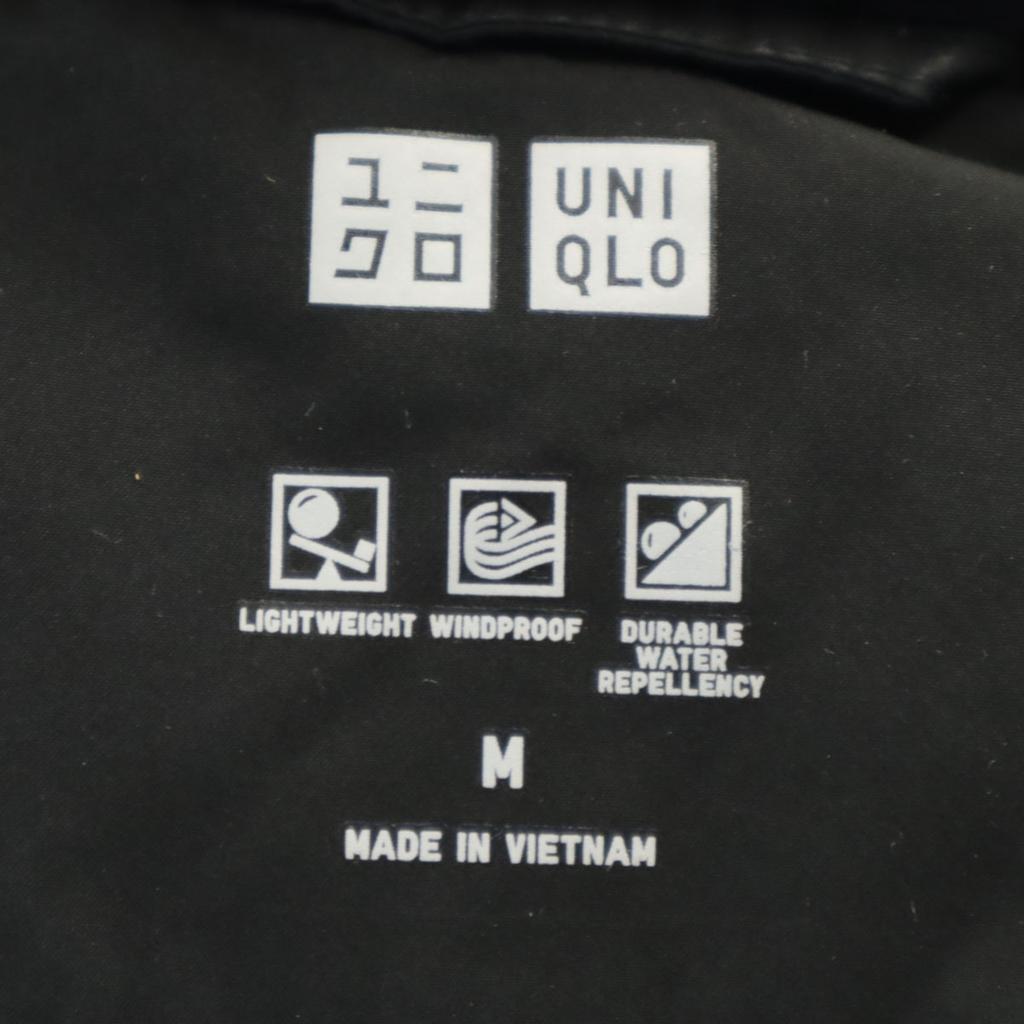 ユニ
クロ
UNI
QLO
LIGHTWEIGHT
WINDPROOF
DURABLE
WATER
REPELLENCY
M
MADE IN VIETNAM